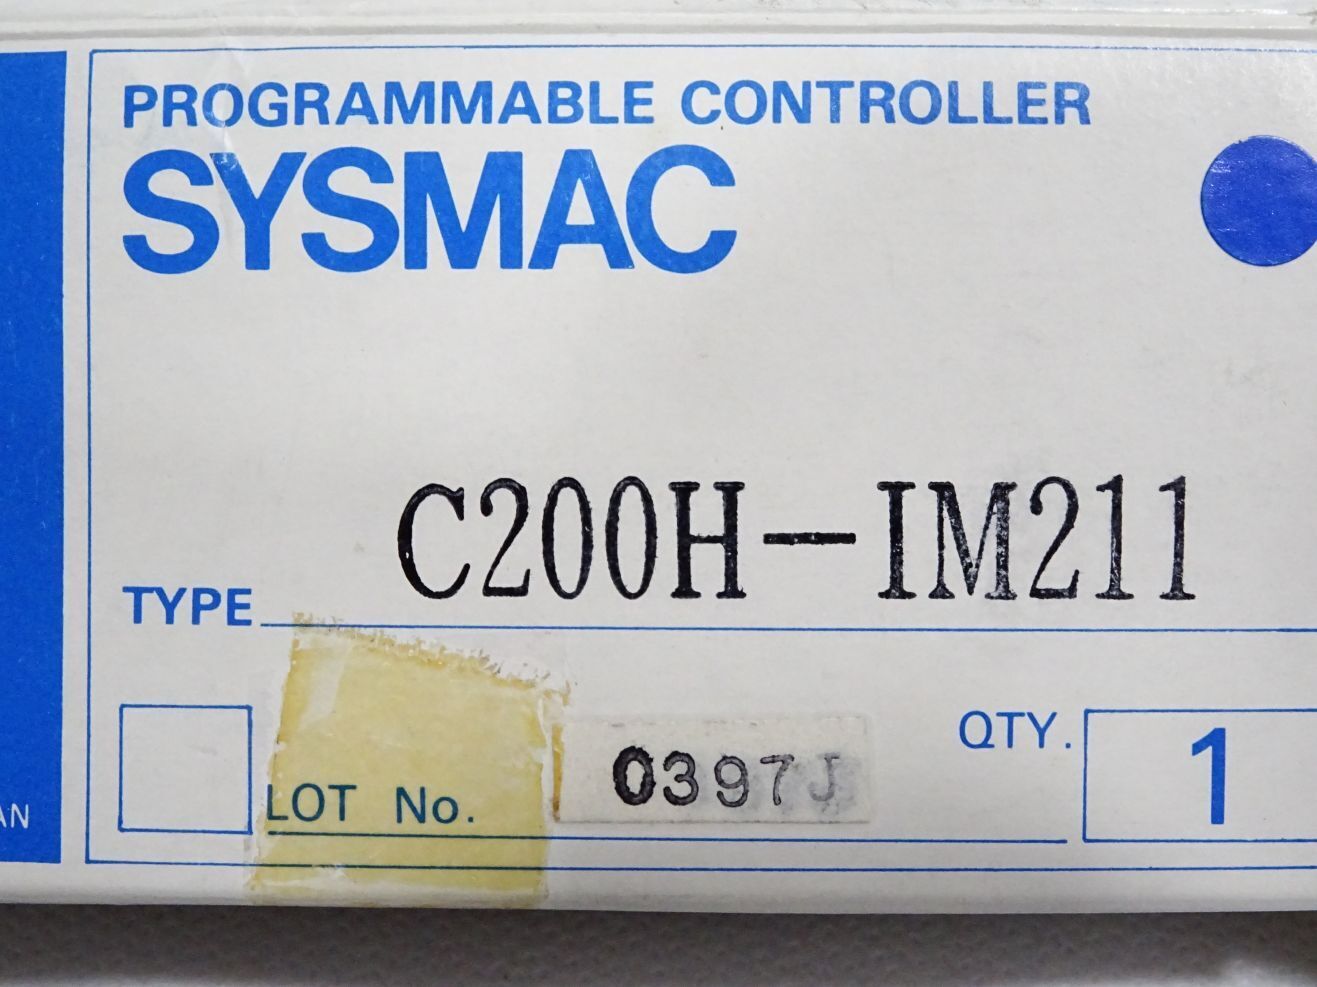 PROGRAMMABLE CONTROLLER
SYSMAC
TYPE C200H-IM211
LOT No. 0397J
QTY. 1
AN